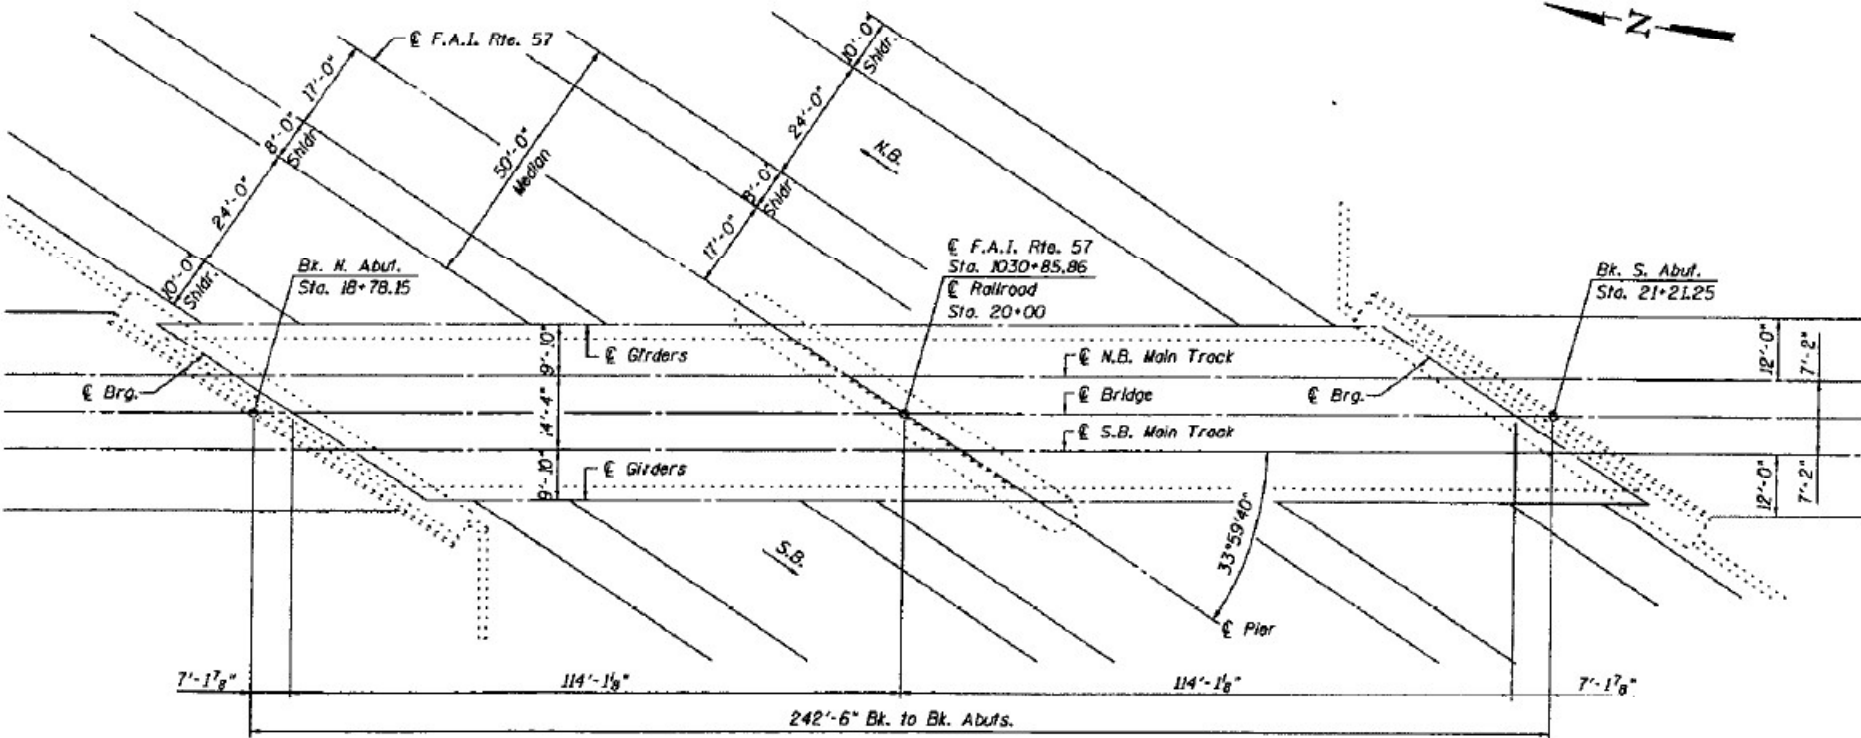 ℄ F.A.I. Rte. 57
10'-0"
Shldr.
N
17'-0"
8'-0"
Shldr.
24'-0"
50'-0"
Median
24'-0"
N.B.
8'-0"
Shldr.
17'-0"
10'-0"
Shldr.
Bk. N. Abut.
Sta. 18+78.15
℄ F.A.I. Rte. 57
Sta. 1030+85.86
℄ Railroad
Sta. 20+00
Bk. S. Abut.
Sta. 21+21.25
9'-10"
℄ Girders
℄ N.B. Main Track
12'-0"
7'-2"
℄ Brg.
14'-4"
℄ Bridge
℄ Brg.
℄ S.B. Main Track
9'-10"
℄ Girders
12'-0"
7'-2"
33°59'40"
S.B.
℄ Pier
7'-1⅞"
114'-1⅛"
114'-1⅛"
7'-1⅞"
242'-6" Bk. to Bk. Abuts.